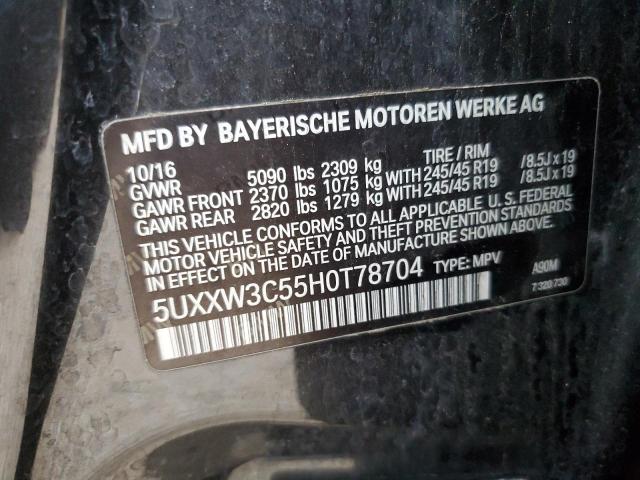 MFD BY BAYERISCHE MOTOREN WERKE AG
10/16 TIRE / RIM
GVWR 5090 lbs 2309 kg
GAWR FRONT 2370 lbs 1075 kg WITH 245/45 R19 /8.5J x 19
GAWR REAR 2820 lbs 1279 kg WITH 245/45 R19 /8.5J x 19
THIS VEHICLE CONFORMS TO ALL APPLICABLE U. S. FEDERAL
MOTOR VEHICLE SAFETY AND THEFT PREVENTION STANDARDS
IN EFFECT ON THE DATE OF MANUFACTURE SHOWN ABOVE.
5UXXW3C55H0T78704 TYPE: MPV A90M
7 320 730